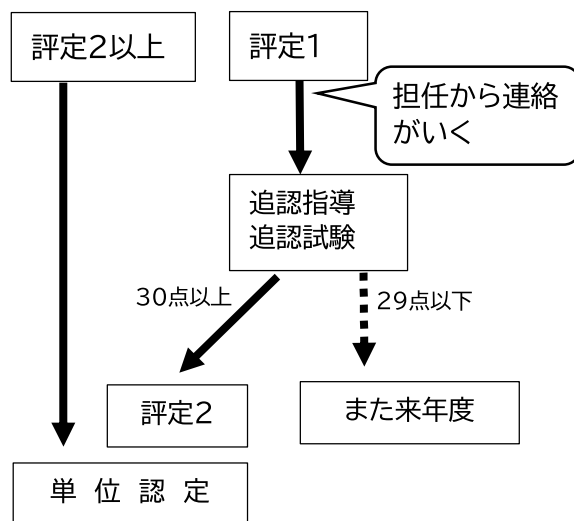 評定2以上
評定1
担任から連絡
がいく
追認指導
追認試験
30点以上
29点以下
評定2
また来年度
単 位 認 定